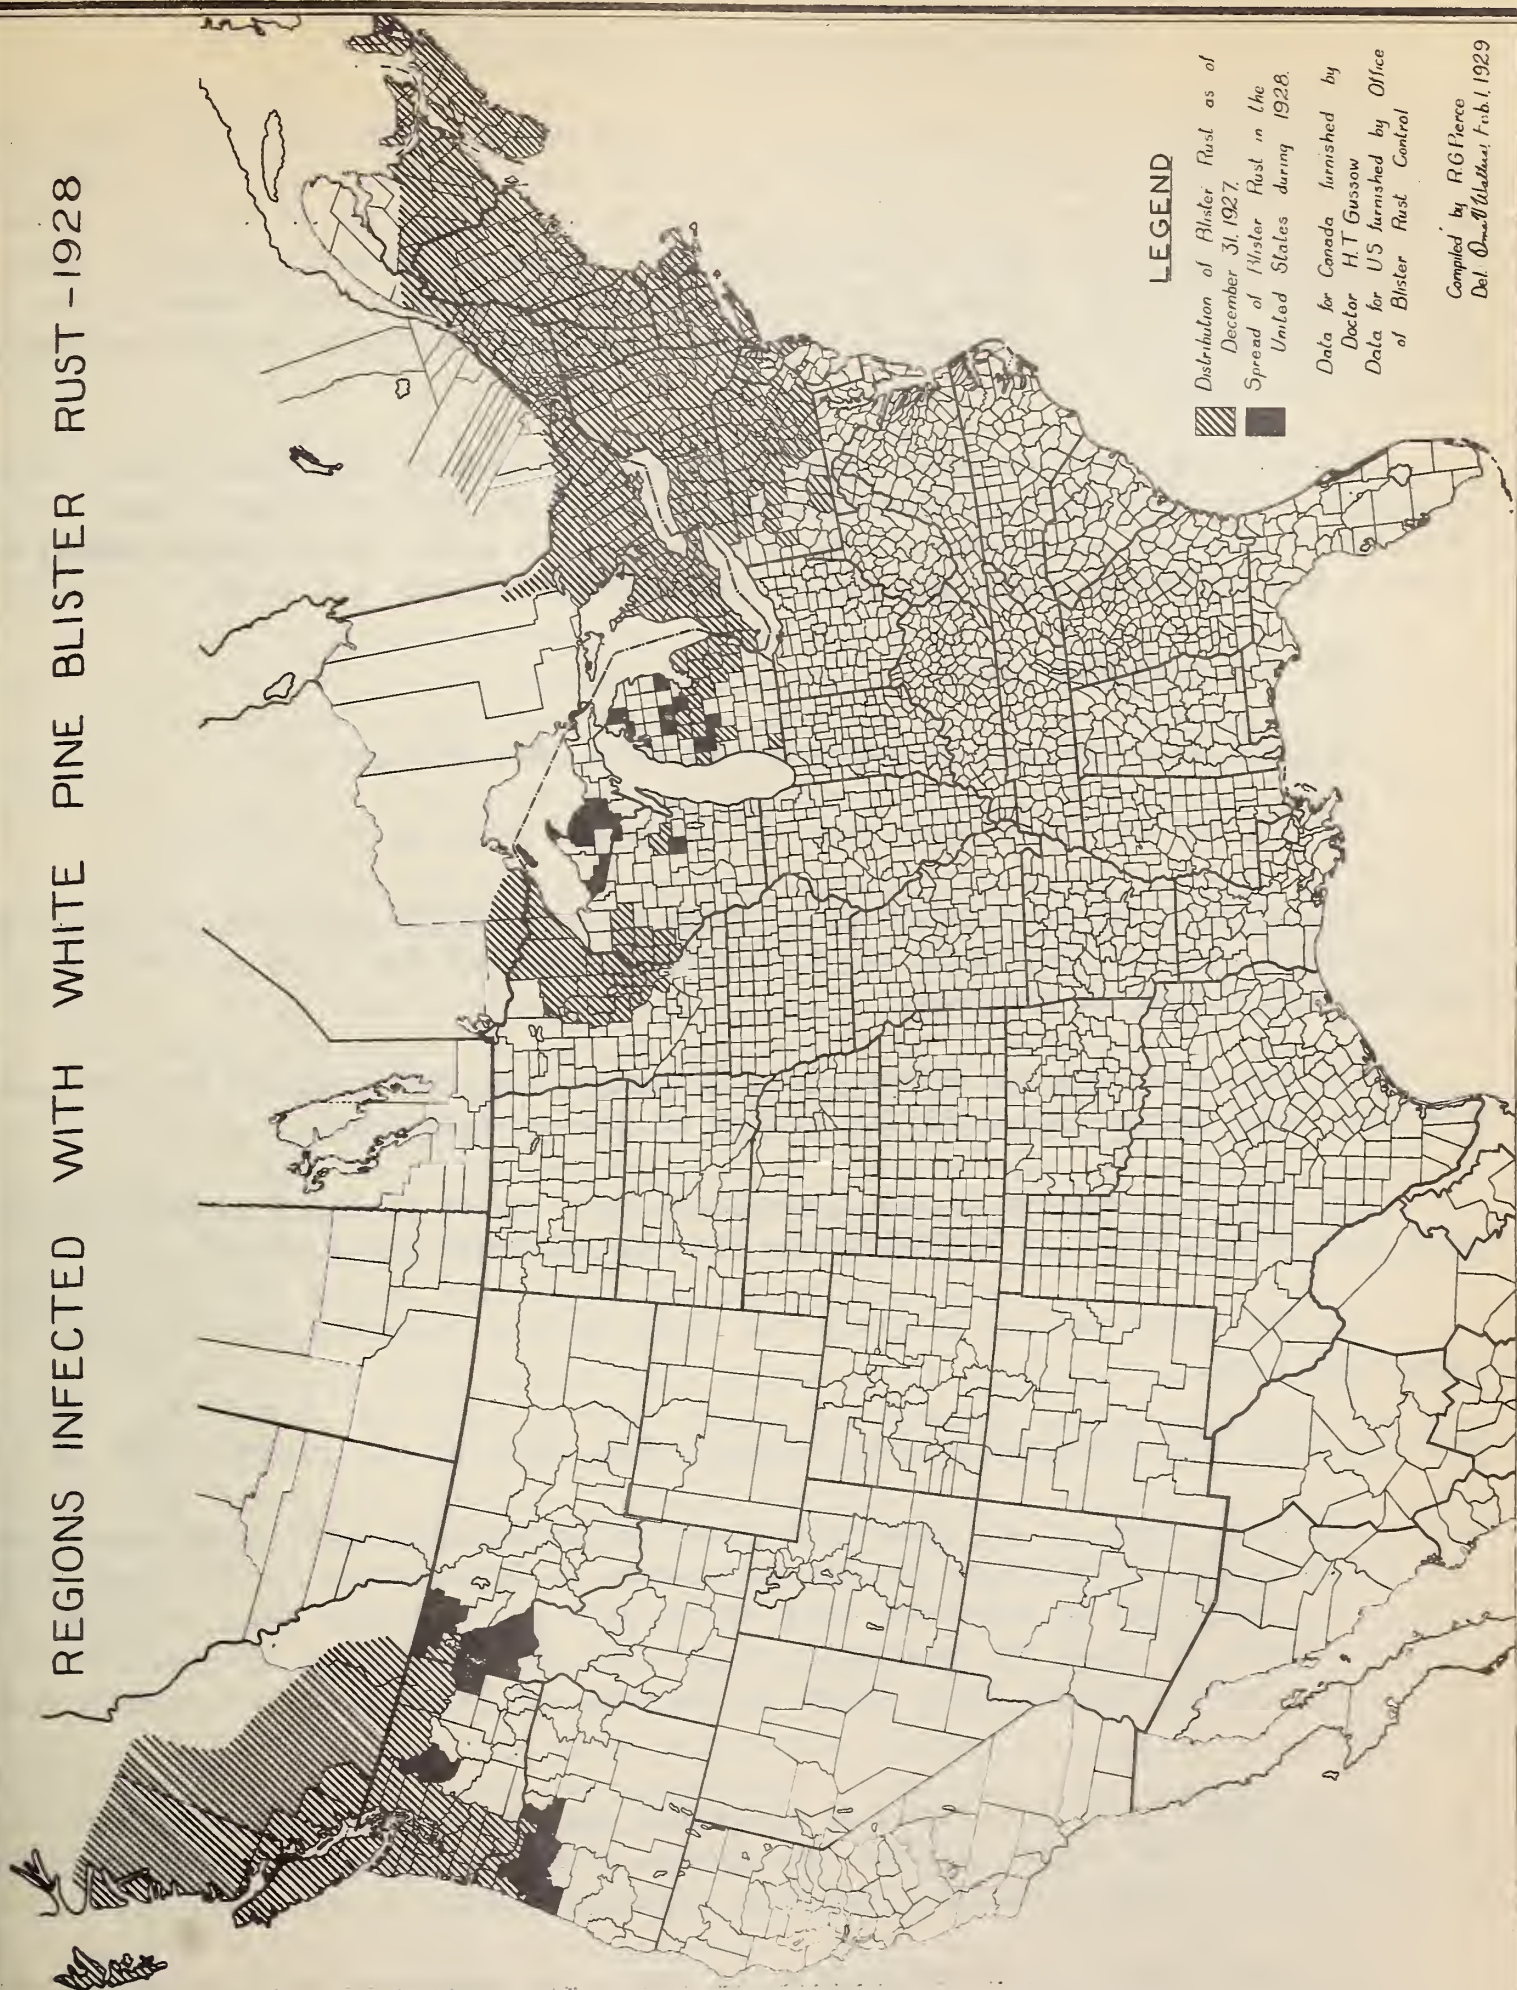 REGIONS INFECTED WITH WHITE PINE BLISTER RUST - 1928
LEGEND
Distribution of Blister Rust as of
December 31, 1927.
Spread of Blister Rust in the
United States during 1928.
Data for Canada furnished by
Doctor H.T Gussow
Data for US furnished by Office
of Blister Rust Control
Compiled by R.G Pierce
Del. Feb. 1, 1929